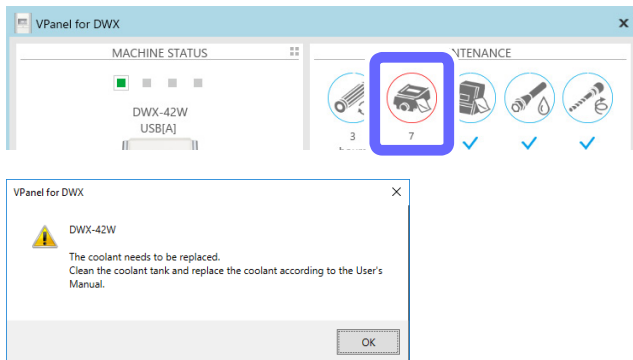 VPanel for DWX
MACHINE STATUS
NTENANCE
DWX-42W
USB[A]
3
7
VPanel for DWX
DWX-42W
The coolant needs to be replaced.
Clean the coolant tank and replace the coolant according to the User's
Manual.
OK